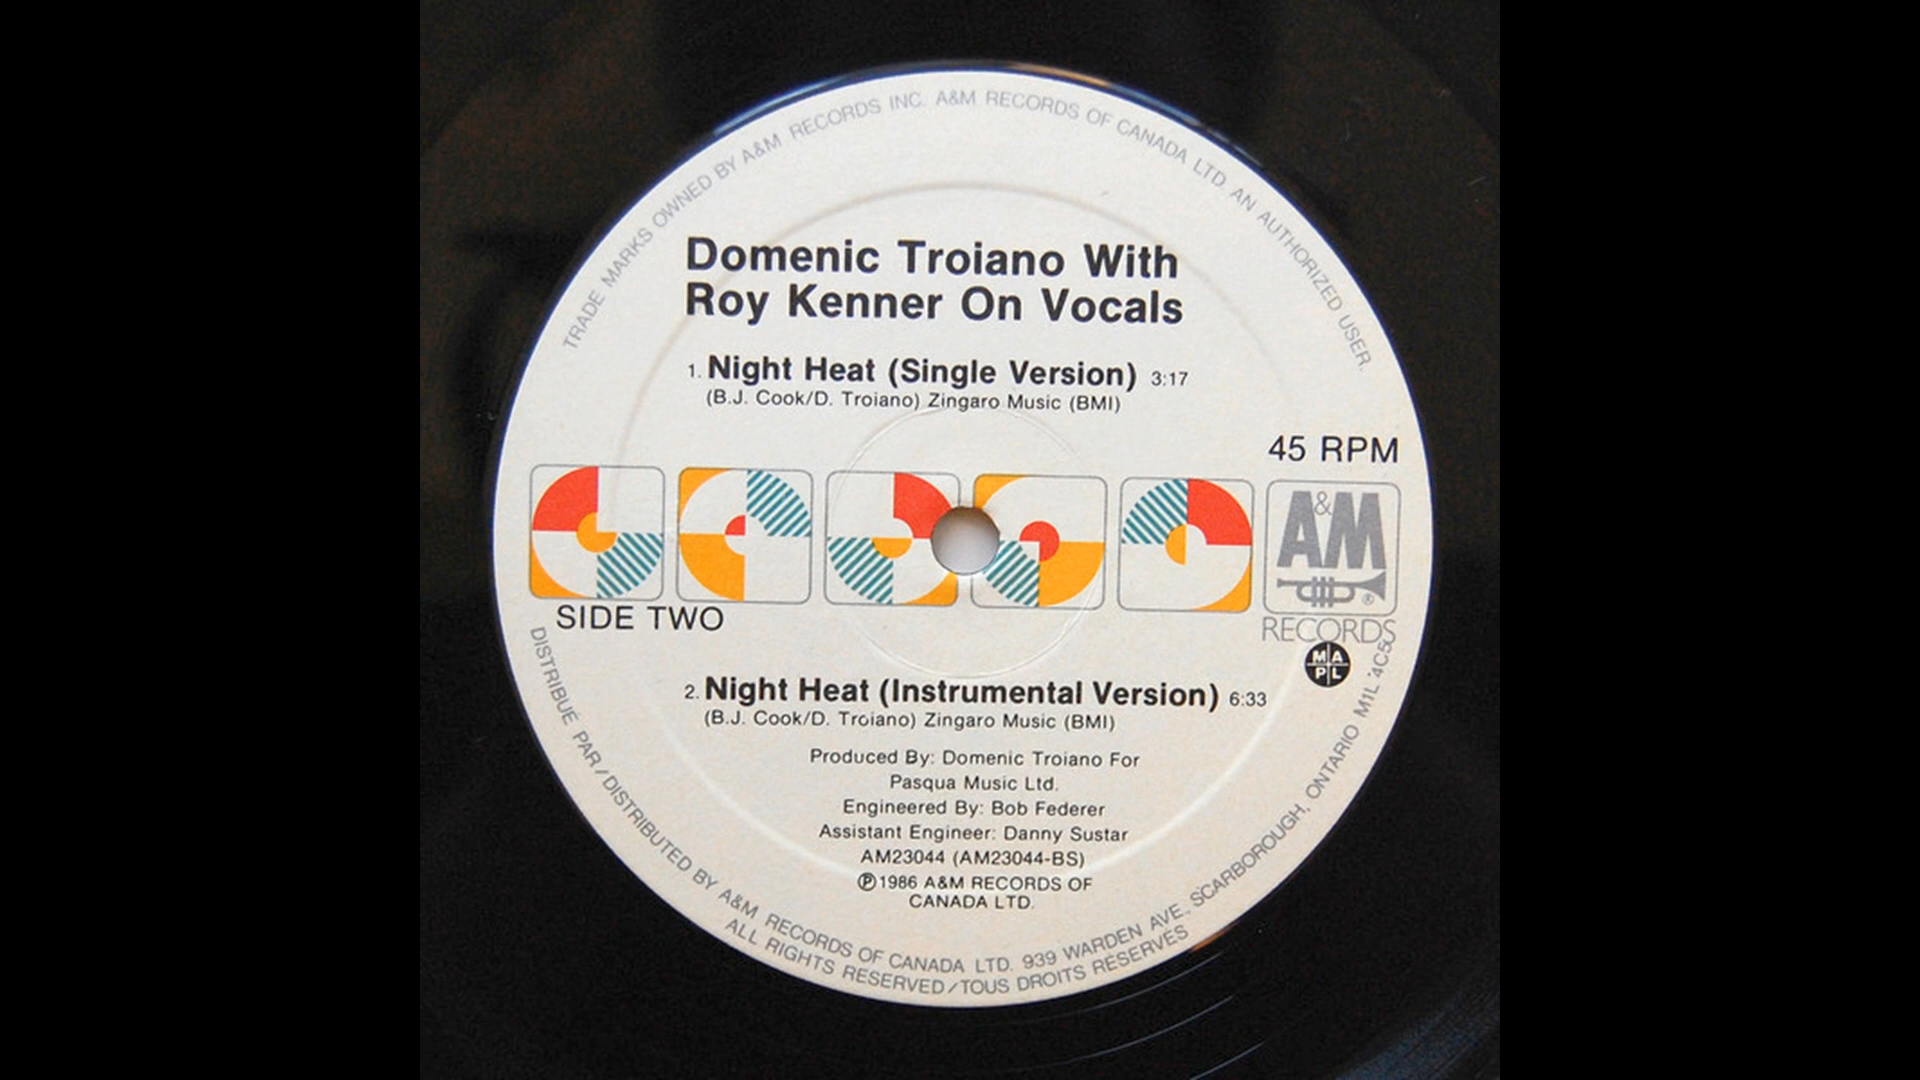 TRADE MARKS OWNED BY A&M RECORDS INC. A&M RECORDS OF CANADA LTD. AN AUTHORIZED USER.
Domenic Troiano With
Roy Kenner On Vocals
1. Night Heat (Single Version) 3:17
(B.J. Cook/D. Troiano) Zingaro Music (BMI)
45 RPM
A&M
®
RECORDS
SIDE TWO
MAPL
2. Night Heat (Instrumental Version) 6:33
(B.J. Cook/D. Troiano) Zingaro Music (BMI)
Produced By: Domenic Troiano For
Pasqua Music Ltd.
Engineered By: Bob Federer
Assistant Engineer: Danny Sustar
AM23044 (AM23044-BS)
℗1986 A&M RECORDS OF
CANADA LTD.
DISTRIBUÉ PAR/DISTRIBUTED BY A&M RECORDS OF CANADA LTD. 939 WARDEN AVE., SCARBOROUGH, ONTARIO M1L 4C5
ALL RIGHTS RESERVED/TOUS DROITS RÉSERVÉS